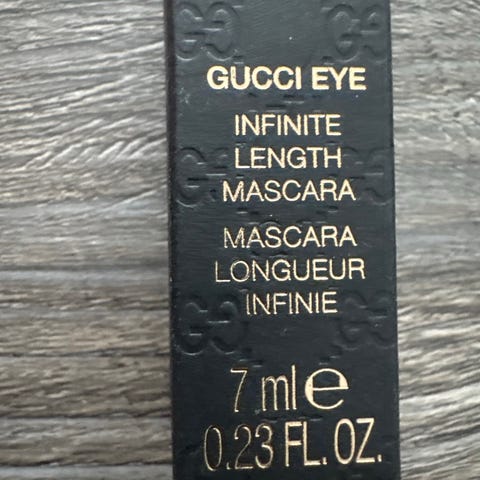 GUCCI EYE
INFINITE
LENGTH
MASCARA
MASCARA
LONGUEUR
INFINIE
7 ml e
0.23 FL. OZ.